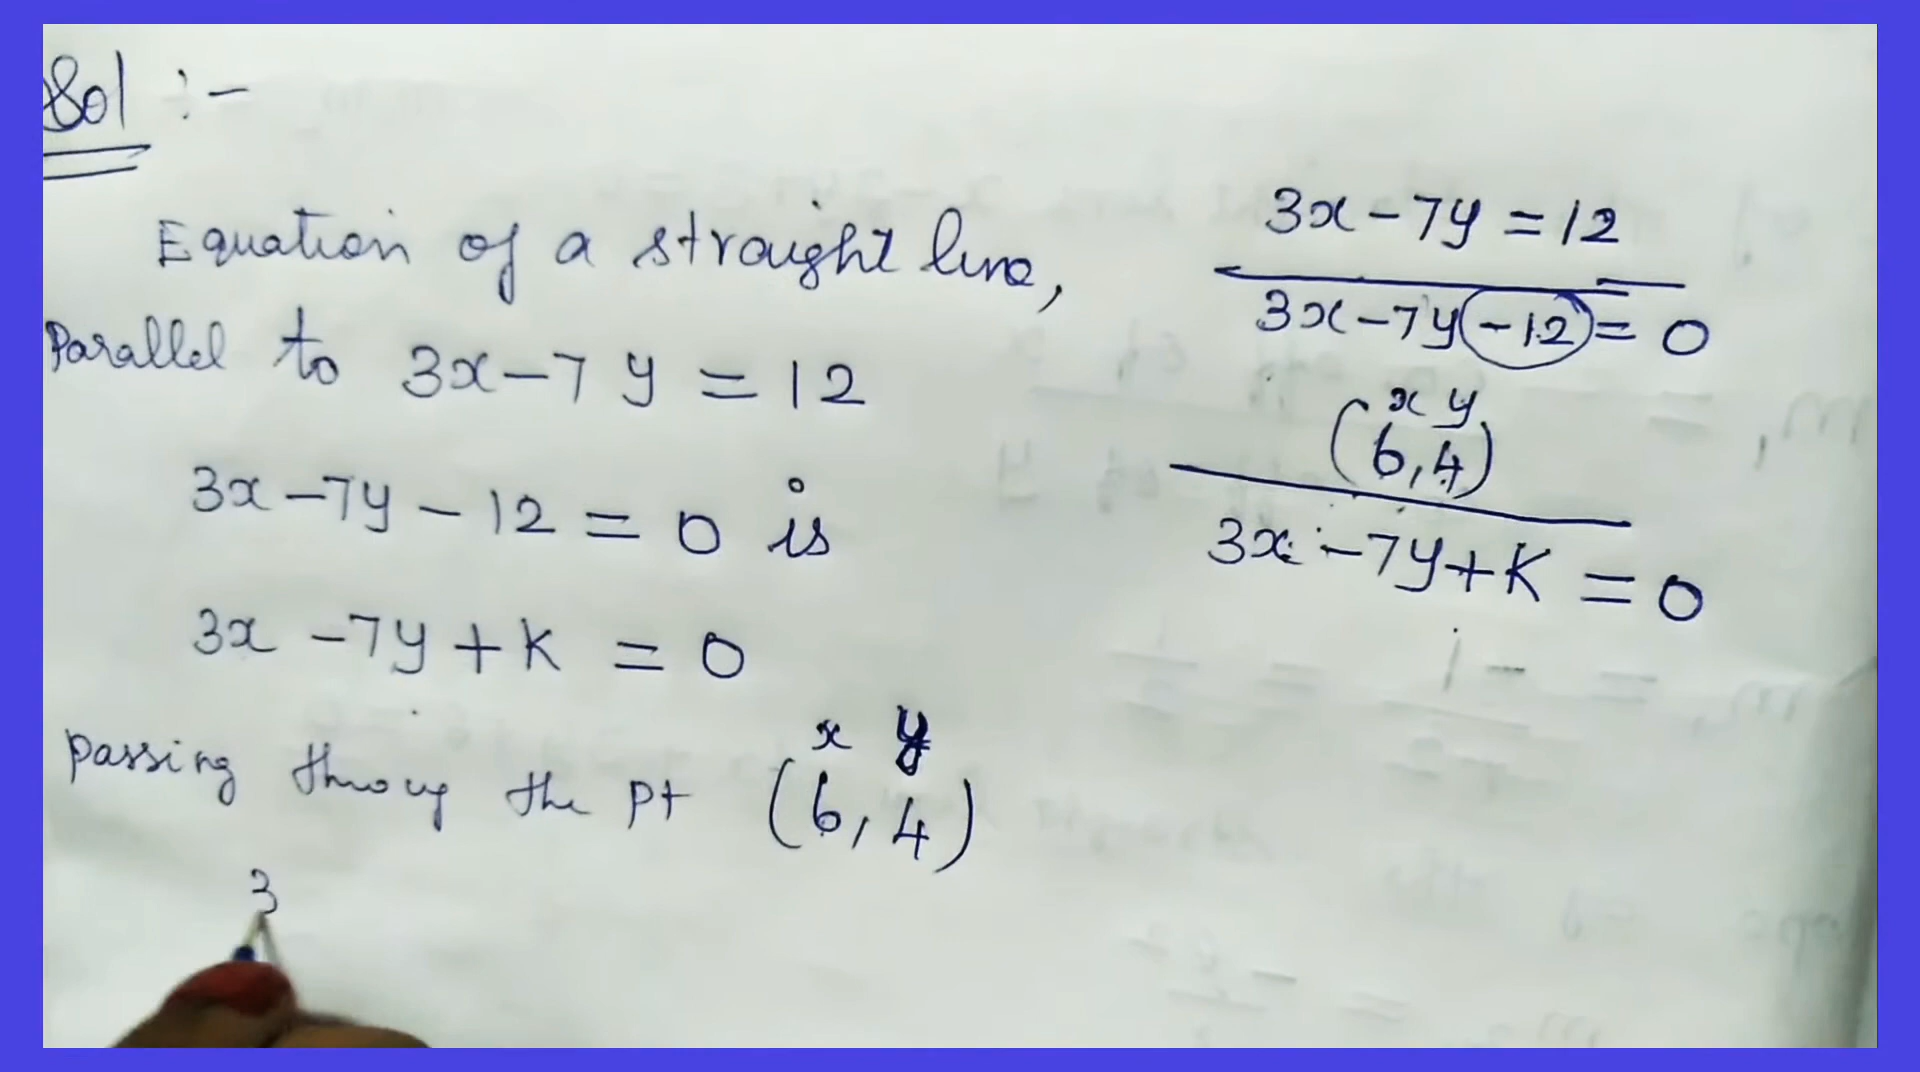 Sol :-
Equation of a straight line,
Parallel to 3x-7y = 12
3x-7y-12 = 0 is
3x-7y+k = 0
x y
passing throug the pt (6, 4)
3
3x-7y = 12
3x-7y-12 = 0
x y
(6, 4)
3x-7y+k = 0